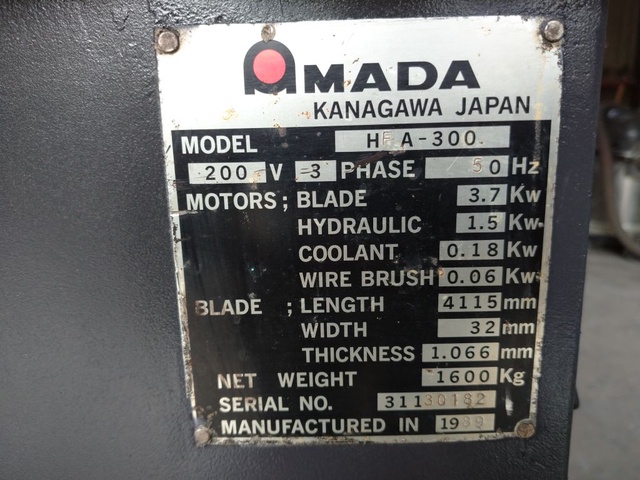 AMADA
KANAGAWA JAPAN
MODEL HFA-300
200 V 3 PHASE 50 Hz
MOTORS; BLADE 3.7 Kw
HYDRAULIC 1.5 Kw
COOLANT 0.18 Kw
WIRE BRUSH 0.06 Kw
BLADE ; LENGTH 4115 mm
WIDTH 32 mm
THICKNESS 1.066 mm
NET WEIGHT 1600 Kg
SERIAL NO. 31130182
MANUFACTURED IN 1989